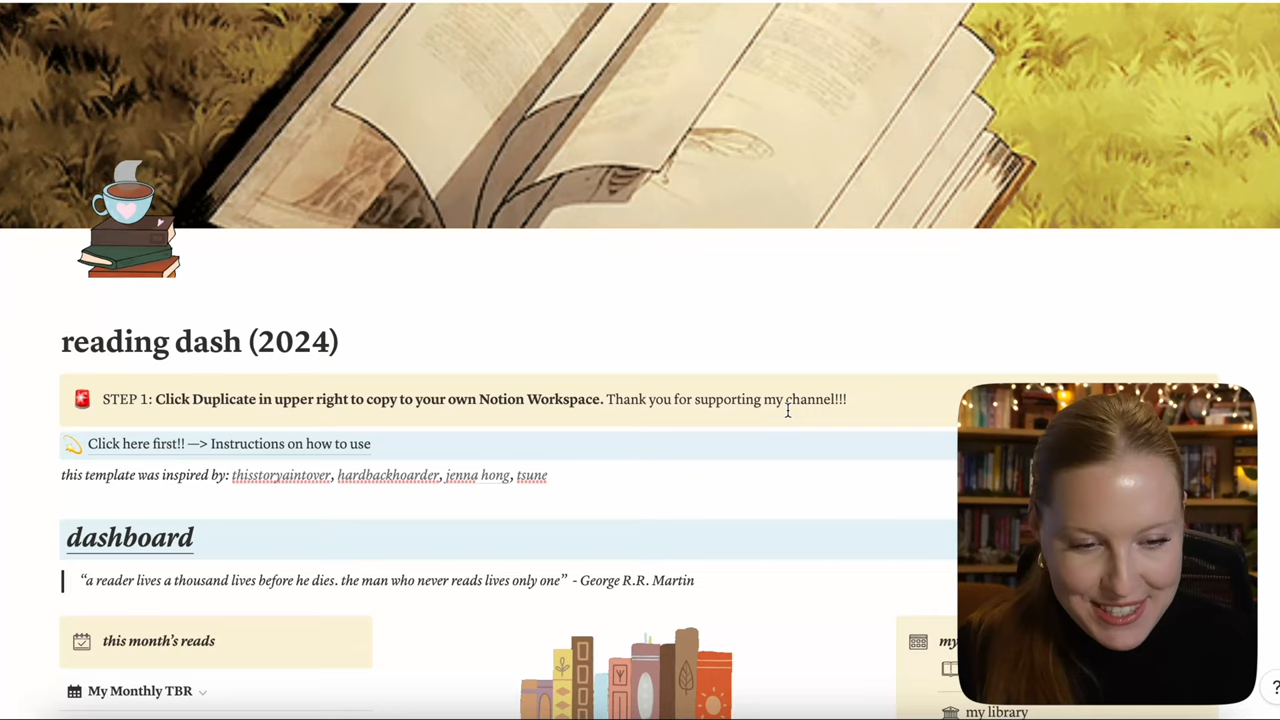 reading dash (2024)
STEP 1: Click Duplicate in upper right to copy to your own Notion Workspace. Thank you for supporting my channel!!!
Click here first!! —> Instructions on how to use
this template was inspired by: thisstoryaintover, hardbackhoarder, jenna hong, tsune
dashboard
“a reader lives a thousand lives before he dies. the man who never reads lives only one” - George R.R. Martin
this month's reads
my
My Monthly TBR
my library
?